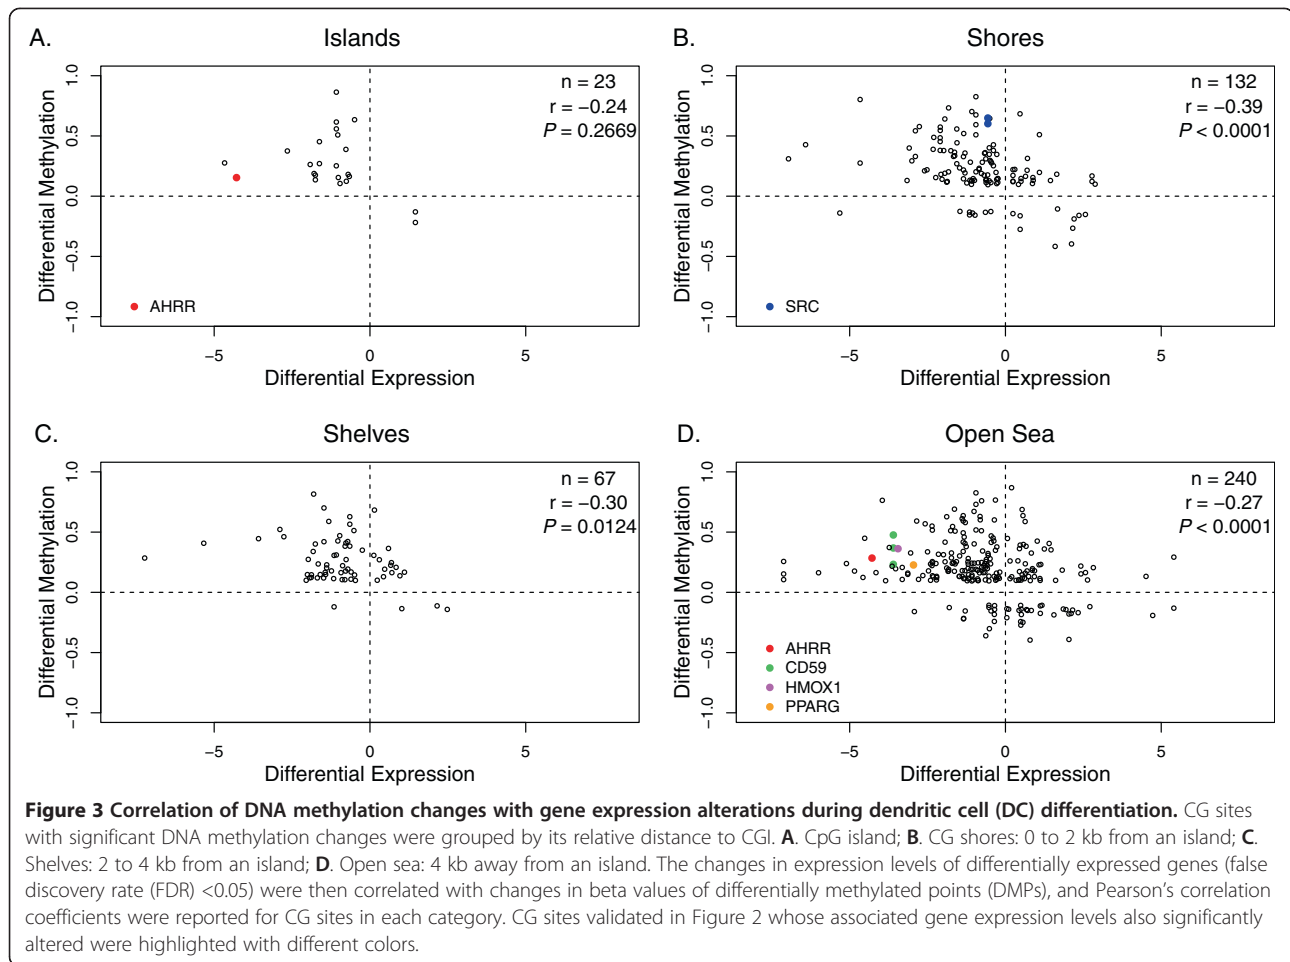 A.
Islands
n = 23
r = −0.24
P = 0.2669
1.0
0.5
0.0
−0.5
−1.0
Differential Methylation
AHRR
−5
0
5
Differential Expression
B.
Shores
n = 132
r = −0.39
P < 0.0001
1.0
0.5
0.0
−0.5
−1.0
Differential Methylation
SRC
−5
0
5
Differential Expression
C.
Shelves
n = 67
r = −0.30
P = 0.0124
1.0
0.5
0.0
−0.5
−1.0
Differential Methylation
−5
0
5
Differential Expression
D.
Open Sea
n = 240
r = −0.27
P < 0.0001
1.0
0.5
0.0
−0.5
−1.0
Differential Methylation
AHRR
CD59
HMOX1
PPARG
−5
0
5
Differential Expression
Figure 3 Correlation of DNA methylation changes with gene expression alterations during dendritic cell (DC) differentiation. CG sites
with significant DNA methylation changes were grouped by its relative distance to CGI. A. CpG island; B. CG shores: 0 to 2 kb from an island; C.
Shelves: 2 to 4 kb from an island; D. Open sea: 4 kb away from an island. The changes in expression levels of differentially expressed genes (false
discovery rate (FDR) <0.05) were then correlated with changes in beta values of differentially methylated points (DMPs), and Pearson's correlation
coefficients were reported for CG sites in each category. CG sites validated in Figure 2 whose associated gene expression levels also significantly
altered were highlighted with different colors.